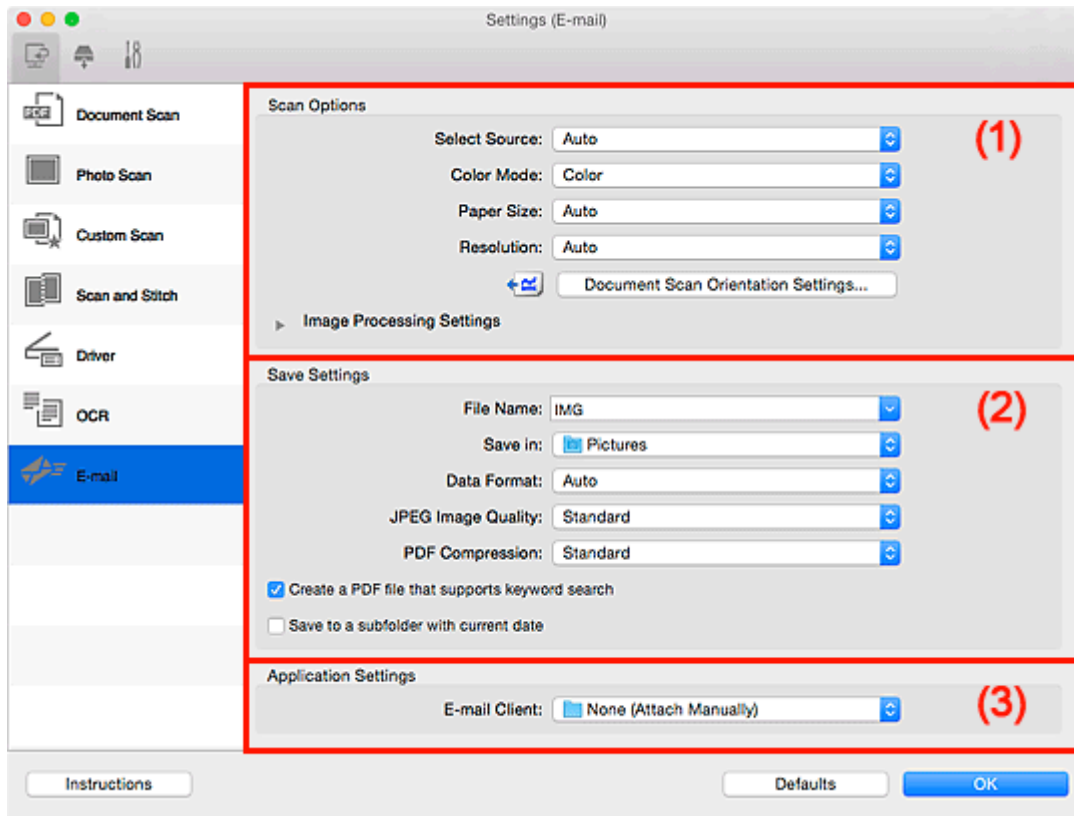 Settings (E-mail)
Document Scan
Photo Scan
Custom Scan
Scan and Stitch
Driver
OCR
E-mail
Scan Options
(1)
Select Source: Auto
Color Mode: Color
Paper Size: Auto
Resolution: Auto
Document Scan Orientation Settings...
Image Processing Settings
Save Settings
(2)
File Name: IMG
Save in: Pictures
Data Format: Auto
JPEG Image Quality: Standard
PDF Compression: Standard
Create a PDF file that supports keyword search
Save to a subfolder with current date
Application Settings
(3)
E-mail Client: None (Attach Manually)
Instructions
Defaults
OK